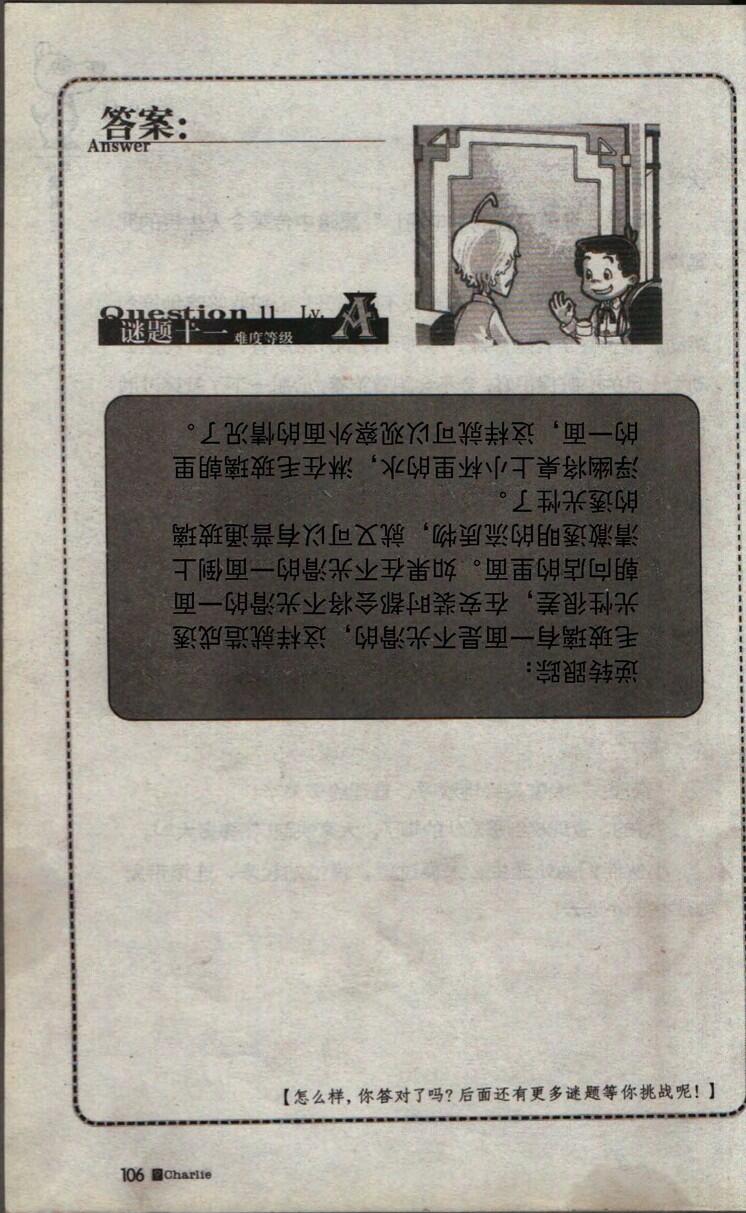 答案：
Answer
Question 11 Lv. A
谜题十一 难度等级
逆转跟踪：
毛玻璃有一面是不光滑的，这样就造成透
光性很差，在安装时都会将不光滑的一面
朝向店的里面。如果在不光滑的一面倒上
清澈透明的流质物，就又可以有普通玻璃
的透光性了。
浮幽将桌上小杯里的水，淋在毛玻璃朝里
的一面，这样就可以观察外面的情况了。
【怎么样，你答对了吗？后面还有更多谜题等你挑战呢！】
106 Charlie